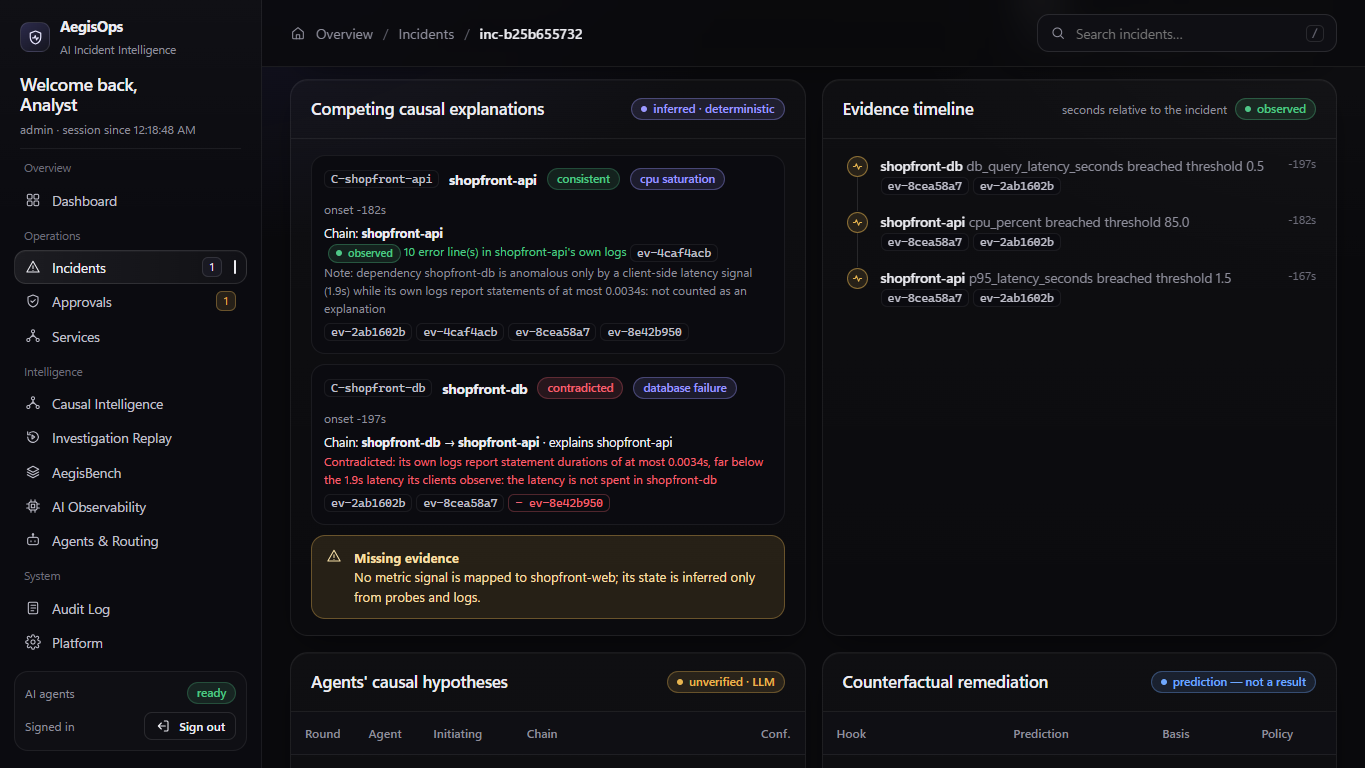 AegisOps
AI Incident Intelligence
Welcome back,
Analyst
admin · session since 12:18:48 AM
Overview
Dashboard
Operations
Incidents 1
Approvals 1
Services
Intelligence
Causal Intelligence
Investigation Replay
AegisBench
AI Observability
Agents & Routing
System
Audit Log
Platform
AI agents ready
Signed in Sign out
Overview / Incidents / inc-b25b655732
Search incidents... /
Competing causal explanations inferred · deterministic
C-shopfront-api shopfront-api consistent cpu saturation
onset -182s
Chain: shopfront-api
observed 10 error line(s) in shopfront-api's own logs ev-4caf4acb
Note: dependency shopfront-db is anomalous only by a client-side latency signal
(1.9s) while its own logs report statements of at most 0.0034s: not counted as an
explanation
ev-2ab1602b ev-4caf4acb ev-8cea58a7 ev-8e42b950
C-shopfront-db shopfront-db contradicted database failure
onset -197s
Chain: shopfront-db → shopfront-api · explains shopfront-api
Contradicted: its own logs report statement durations of at most 0.0034s, far below
the 1.9s latency its clients observe: the latency is not spent in shopfront-db
ev-2ab1602b ev-8cea58a7 − ev-8e42b950
Missing evidence
No metric signal is mapped to shopfront-web; its state is inferred only
from probes and logs.
Evidence timeline seconds relative to the incident observed
shopfront-db db_query_latency_seconds breached threshold 0.5 -197s
ev-8cea58a7 ev-2ab1602b
shopfront-api cpu_percent breached threshold 85.0 -182s
ev-8cea58a7 ev-2ab1602b
shopfront-api p95_latency_seconds breached threshold 1.5 -167s
ev-8cea58a7 ev-2ab1602b
Agents' causal hypotheses unverified · LLM
Round Agent Initiating Chain Conf.
Counterfactual remediation prediction — not a result
Hook Prediction Basis Policy